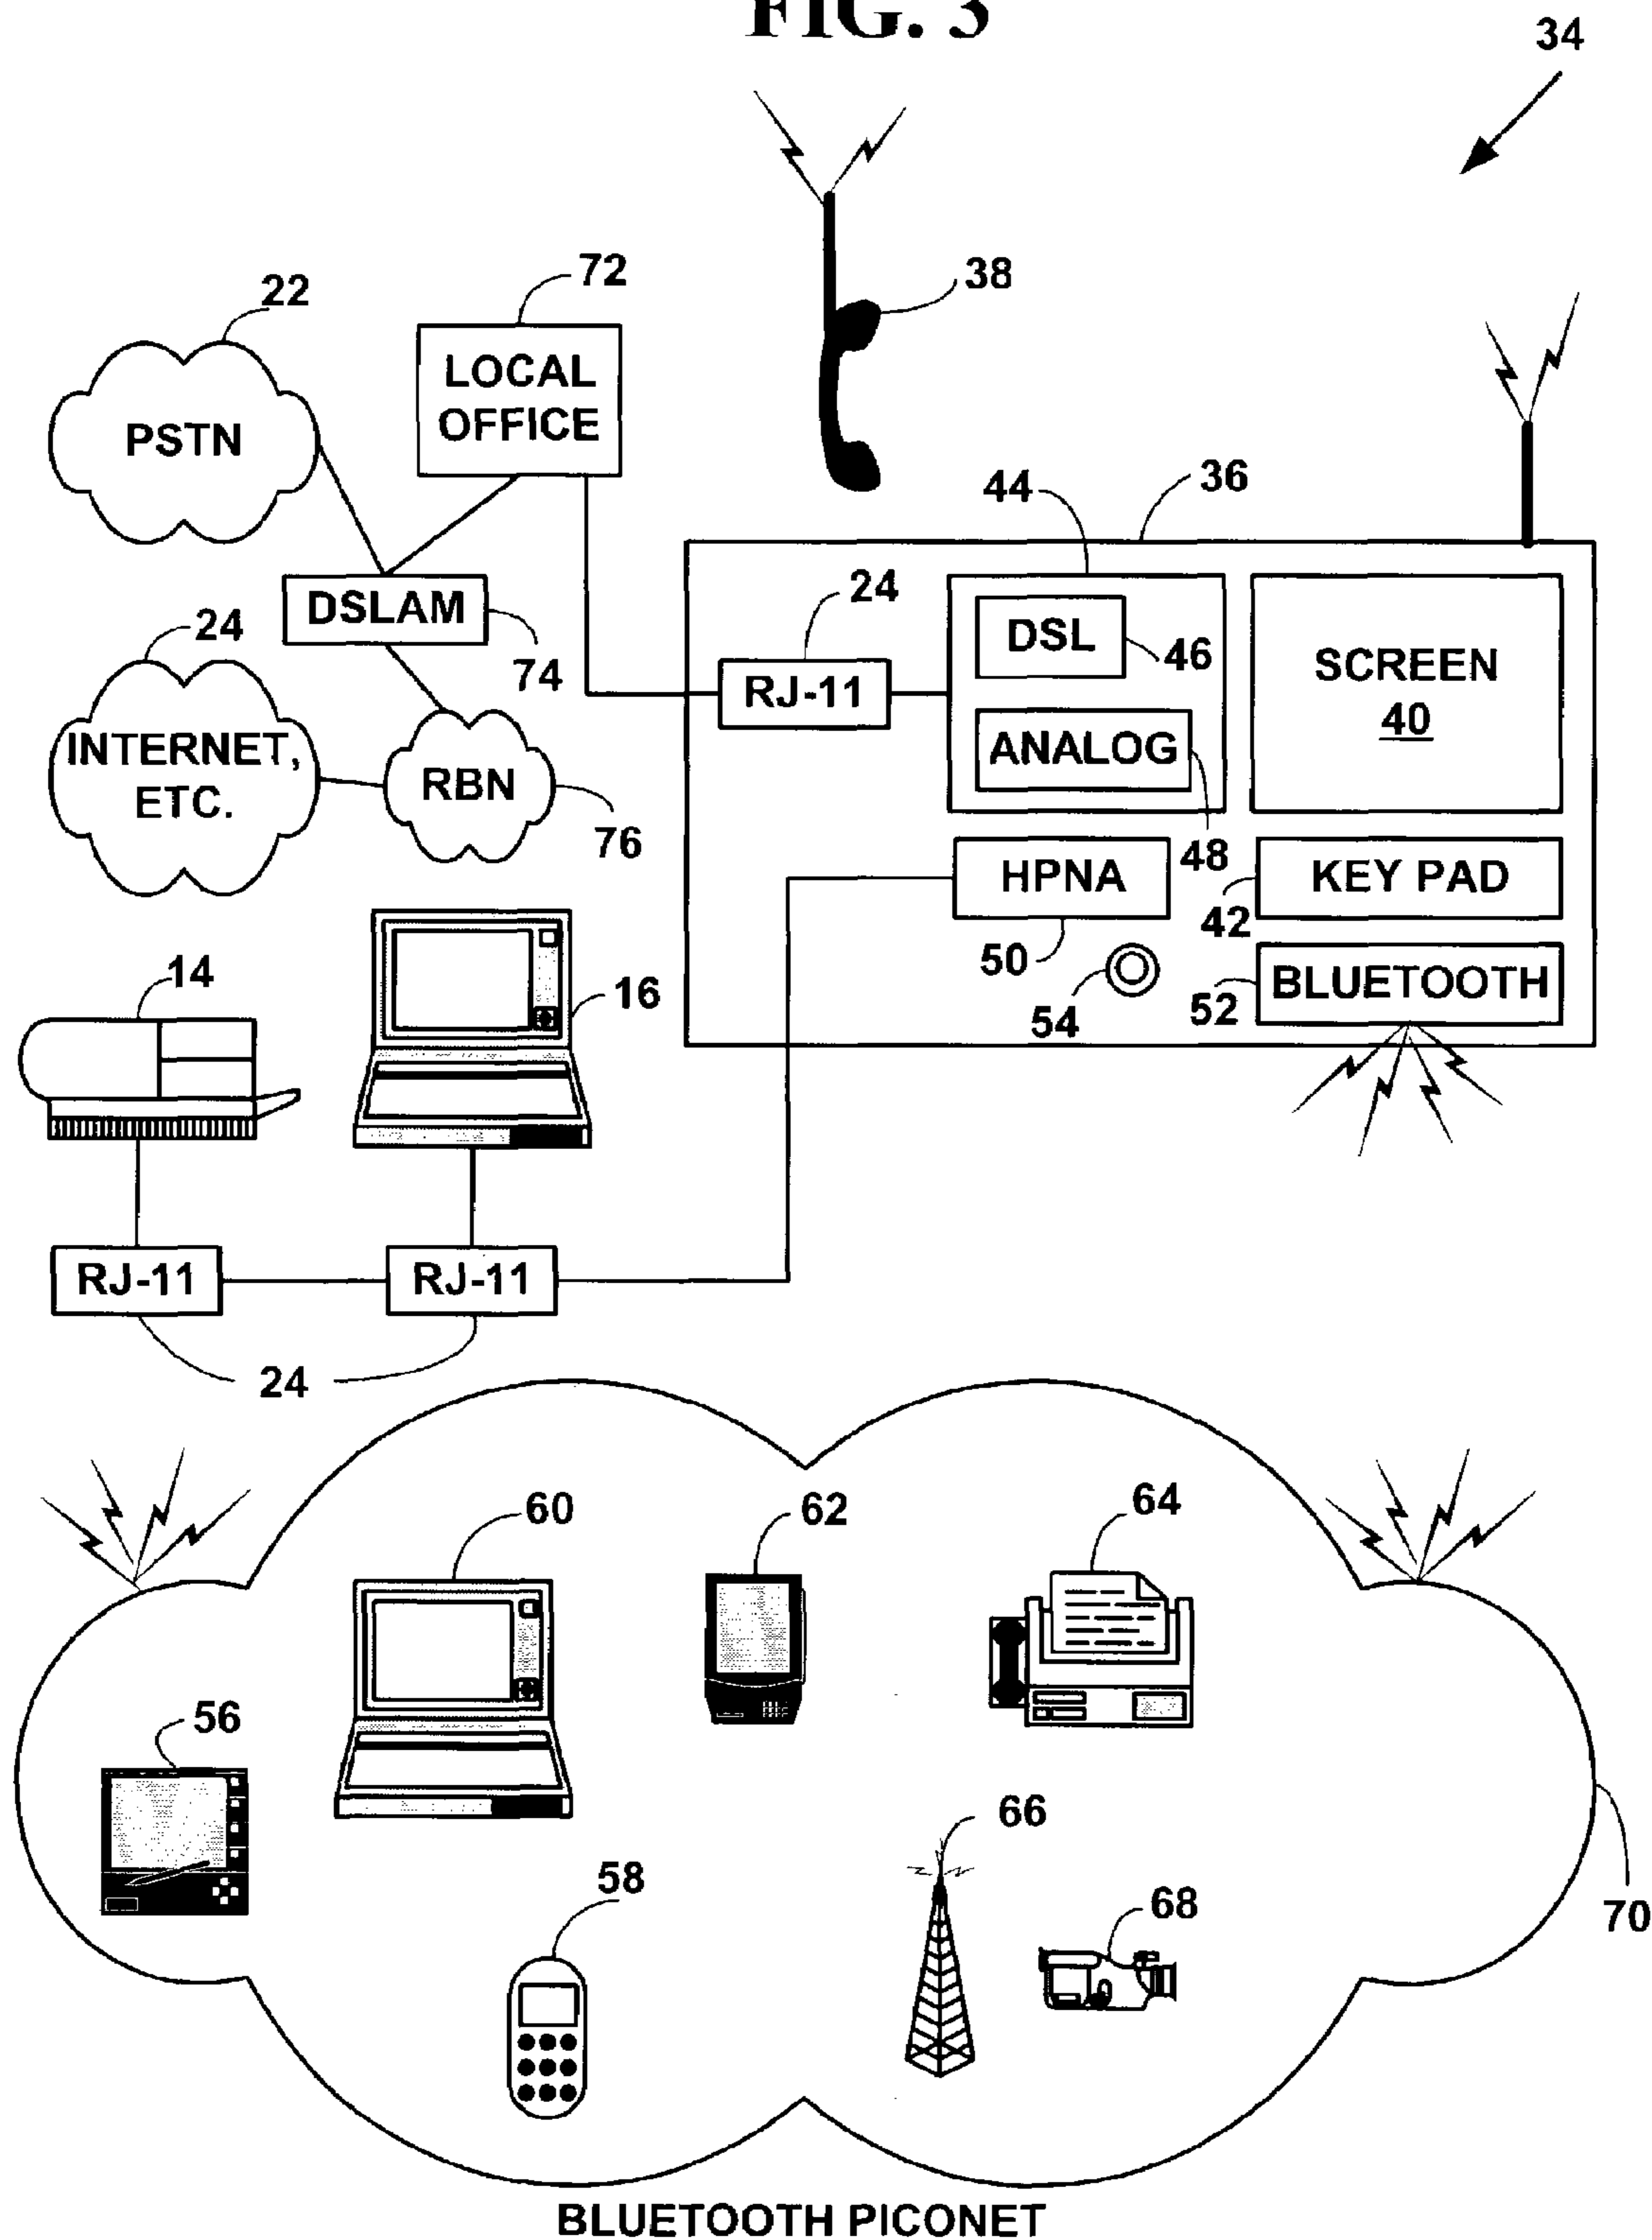 FIG. 3
34
72
22
38
LOCAL
OFFICE
PSTN
44
36
24
DSLAM
24
DSL
46
SCREEN
40
74
RJ-11
INTERNET,
ETC.
RBN
ANALOG
76
48
HPNA
KEY PAD
42
50
14
16
54
52
BLUETOOTH
RJ-11
RJ-11
24
60
62
64
56
66
58
68
70
BLUETOOTH PICONET